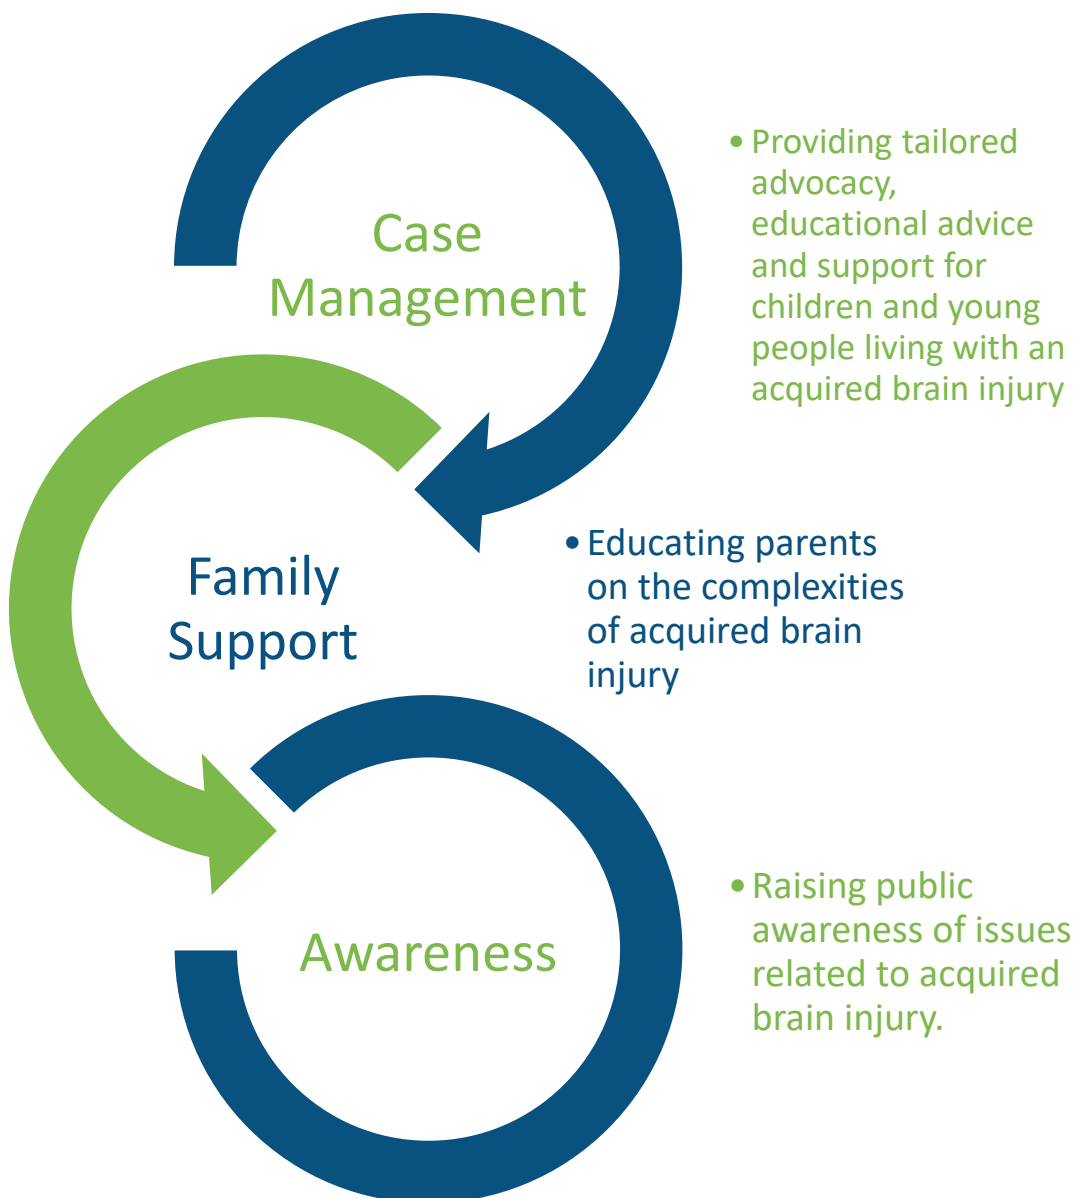 Case
Management
• Providing tailored
advocacy,
educational advice
and support for
children and young
people living with an
acquired brain injury
Family
Support
• Educating parents
on the complexities
of acquired brain
injury
Awareness
• Raising public
awareness of issues
related to acquired
brain injury.